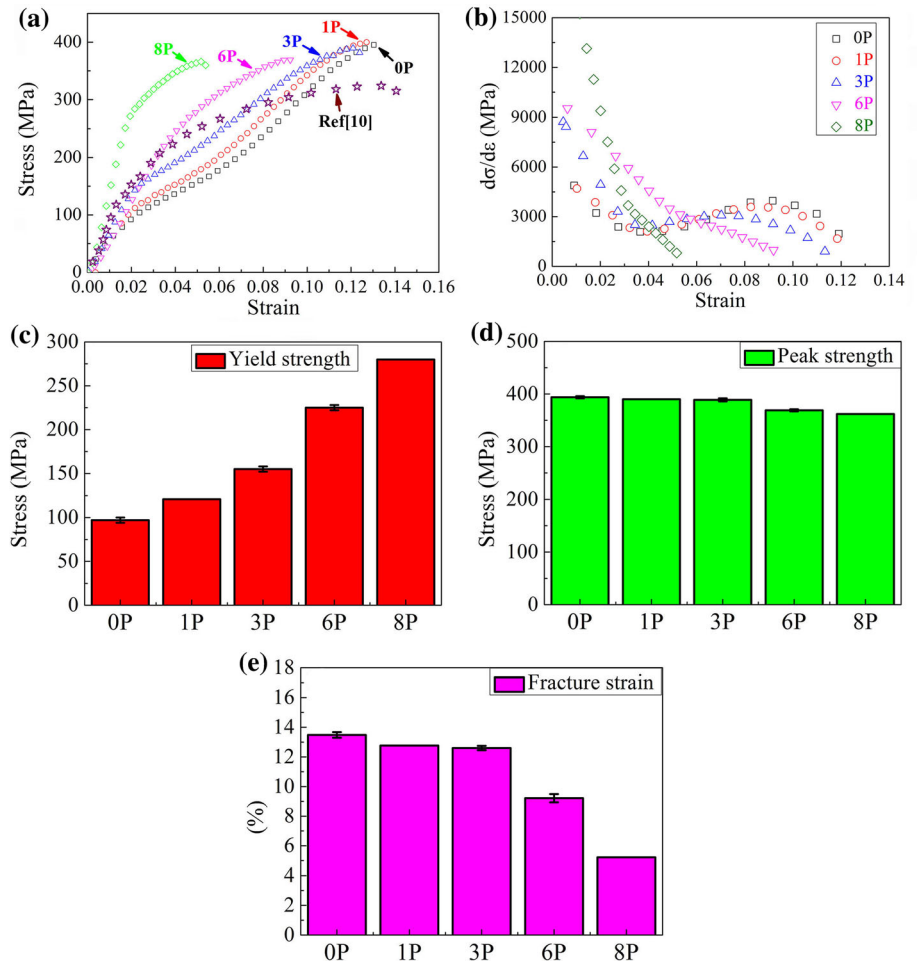 (a)
400
300
200
100
0
Stress (MPa)
0.00 0.02 0.04 0.06 0.08 0.10 0.12 0.14 0.16
Strain
8P
6P
3P
1P
0P
Ref[10]
(b)
15000
12000
9000
6000
3000
0
dσ/dε (MPa)
0.00 0.02 0.04 0.06 0.08 0.10 0.12
Strain
0P
1P
3P
6P
8P
(c)
300
250
200
150
100
50
0
Stress (MPa)
Yield strength
0P 1P 3P 6P 8P
(d)
500
400
300
200
100
0
Stress (MPa)
Peak strength
0P 1P 3P 6P 8P
(e)
18
16
14
12
10
8
6
4
2
0
(%)
Fracture strain
0P 1P 3P 6P 8P